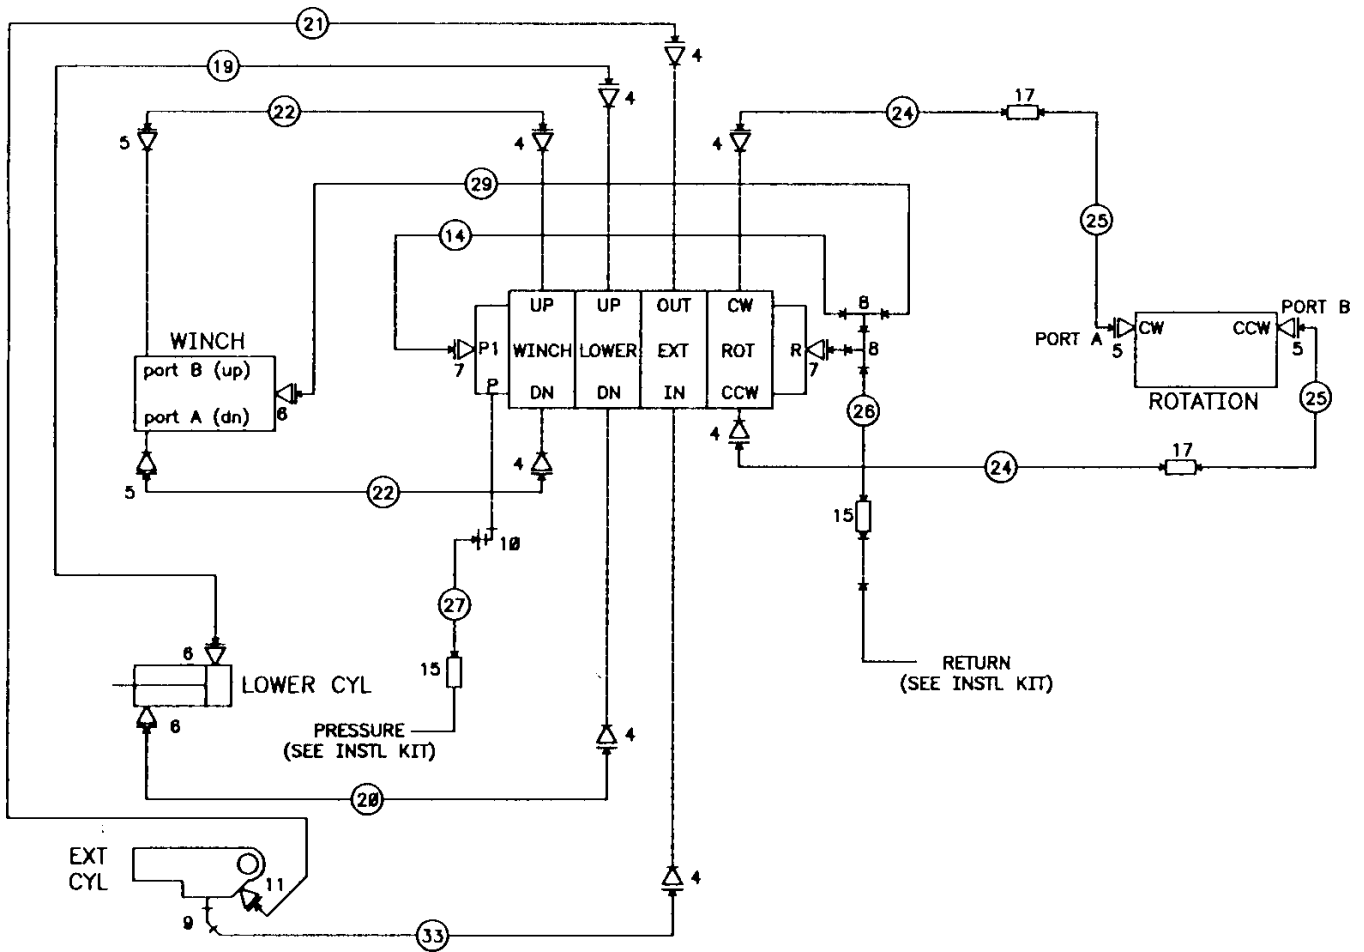 21
4
19
4
22
5
4
4
24
17
29
14
25
8
UP
UP
OUT
CW
PORT B
PORT A
CW
CCW
5
5
WINCH
P1
WINCH
LOWER
EXT
ROT
R
8
7
7
port B (up)
P
DN
DN
IN
CCW
ROTATION
25
port A (dn)
6
26
4
4
17
5
22
24
15
10
27
6
LOWER CYL
15
RETURN
(SEE INSTL KIT)
6
PRESSURE
(SEE INSTL KIT)
4
20
EXT
CYL
11
4
9
33